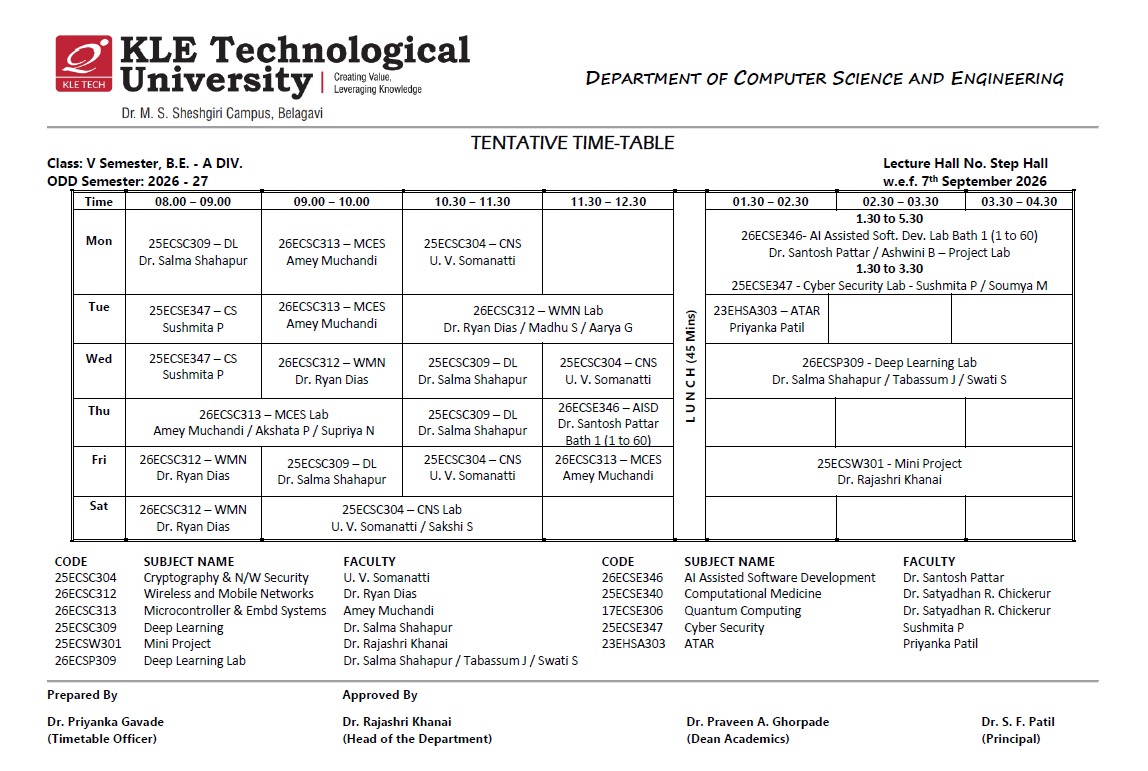 KLE Technological
University
Creating Value,
Leveraging Knowledge
KLE TECH
Dr. M. S. Sheshgiri Campus, Belagavi
DEPARTMENT OF COMPUTER SCIENCE AND ENGINEERING
TENTATIVE TIME-TABLE
Class: V Semester, B.E. - A DIV.
Lecture Hall No. Step Hall
ODD Semester: 2026 - 27
w.e.f. 7th September 2026
Time 08.00 – 09.00 09.00 – 10.00 10.30 – 11.30 11.30 – 12.30 01.30 – 02.30 02.30 – 03.30 03.30 – 04.30
LUNCH (45 Mins)
Mon
25ECSC309 – DL
Dr. Salma Shahapur
26ECSC313 – MCES
Amey Muchandi
25ECSC304 – CNS
U. V. Somanatti
1.30 to 5.30
26ECSE346- AI Assisted Soft. Dev. Lab Bath 1 (1 to 60)
Dr. Santosh Pattar / Ashwini B – Project Lab
1.30 to 3.30
25ECSE347 - Cyber Security Lab - Sushmita P / Soumya M
Tue
25ECSE347 – CS
Sushmita P
26ECSC313 – MCES
Amey Muchandi
26ECSC312 – WMN Lab
Dr. Ryan Dias / Madhu S / Aarya G
23EHSA303 – ATAR
Priyanka Patil
Wed
25ECSE347 – CS
Sushmita P
26ECSC312 – WMN
Dr. Ryan Dias
25ECSC309 – DL
Dr. Salma Shahapur
25ECSC304 – CNS
U. V. Somanatti
26ECSP309 - Deep Learning Lab
Dr. Salma Shahapur / Tabassum J / Swati S
Thu
26ECSC313 – MCES Lab
Amey Muchandi / Akshata P / Supriya N
25ECSC309 – DL
Dr. Salma Shahapur
26ECSE346 – AISD
Dr. Santosh Pattar
Bath 1 (1 to 60)
Fri
26ECSC312 – WMN
Dr. Ryan Dias
25ECSC309 – DL
Dr. Salma Shahapur
25ECSC304 – CNS
U. V. Somanatti
26ECSC313 – MCES
Amey Muchandi
25ECSW301 - Mini Project
Dr. Rajashri Khanai
Sat
26ECSC312 – WMN
Dr. Ryan Dias
25ECSC304 – CNS Lab
U. V. Somanatti / Sakshi S
CODE SUBJECT NAME FACULTY
25ECSC304 Cryptography & N/W Security U. V. Somanatti
26ECSC312 Wireless and Mobile Networks Dr. Ryan Dias
26ECSC313 Microcontroller & Embd Systems Amey Muchandi
25ECSC309 Deep Learning Dr. Salma Shahapur
25ECSW301 Mini Project Dr. Rajashri Khanai
26ECSP309 Deep Learning Lab Dr. Salma Shahapur / Tabassum J / Swati S
CODE SUBJECT NAME FACULTY
26ECSE346 AI Assisted Software Development Dr. Santosh Pattar
25ECSE340 Computational Medicine Dr. Satyadhan R. Chickerur
17ECSE306 Quantum Computing Dr. Satyadhan R. Chickerur
25ECSE347 Cyber Security Sushmita P
23EHSA303 ATAR Priyanka Patil
Prepared By Approved By
Dr. Priyanka Gavade Dr. Rajashri Khanai Dr. Praveen A. Ghorpade Dr. S. F. Patil
(Timetable Officer) (Head of the Department) (Dean Academics) (Principal)